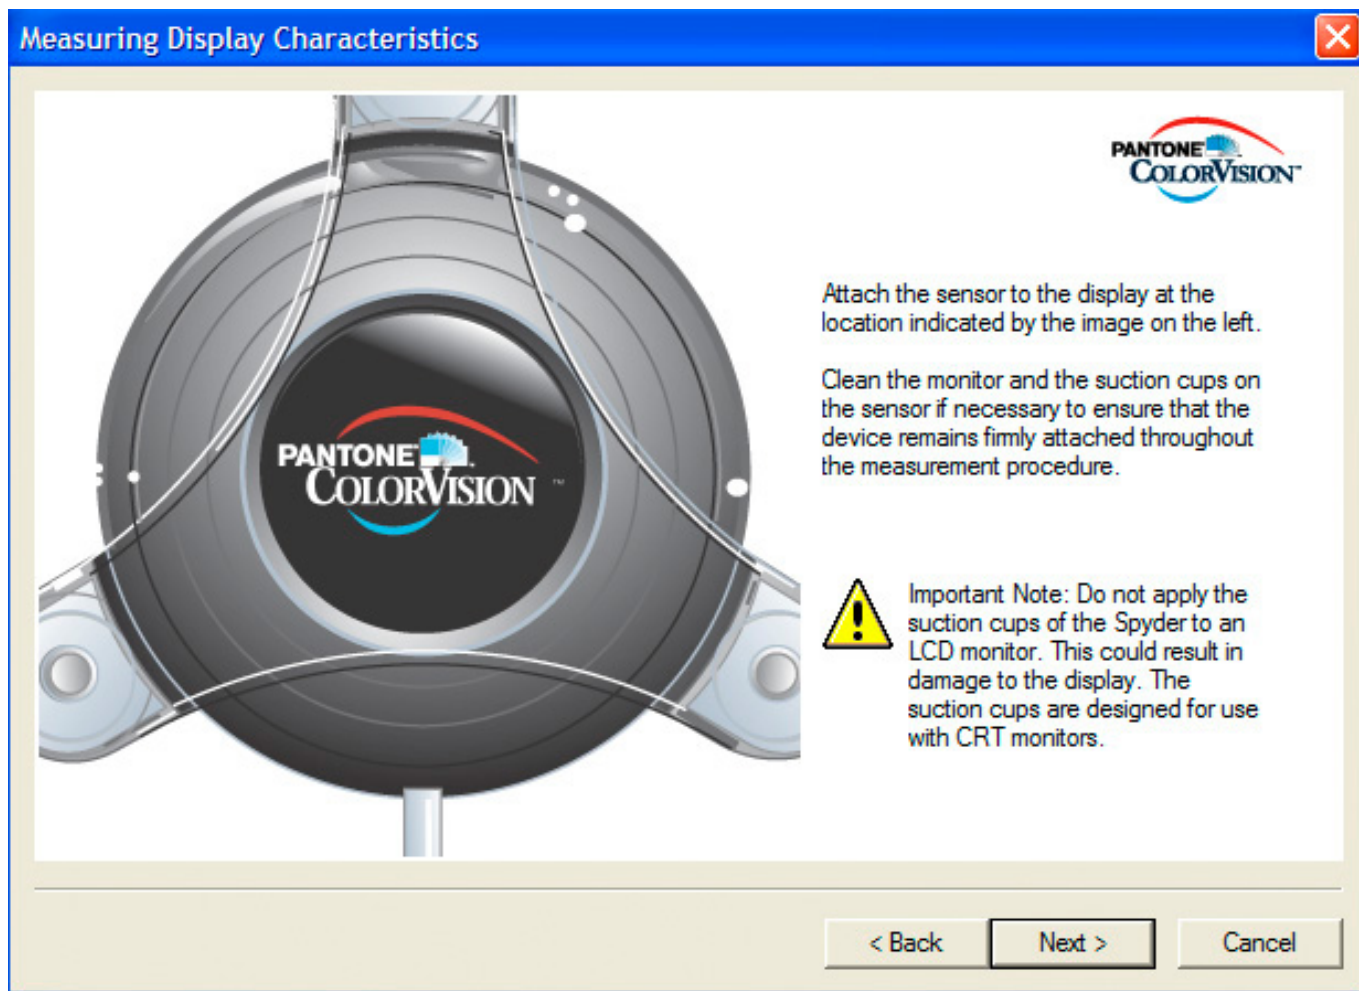 Measuring Display Characteristics
PANTONE
COLORVISION™
Attach the sensor to the display at the
location indicated by the image on the left.
Clean the monitor and the suction cups on
the sensor if necessary to ensure that the
device remains firmly attached throughout
the measurement procedure.
PANTONE
COLORVISION™
Important Note: Do not apply the
suction cups of the Spyder to an
LCD monitor. This could result in
damage to the display. The
suction cups are designed for use
with CRT monitors.
< Back
Next >
Cancel